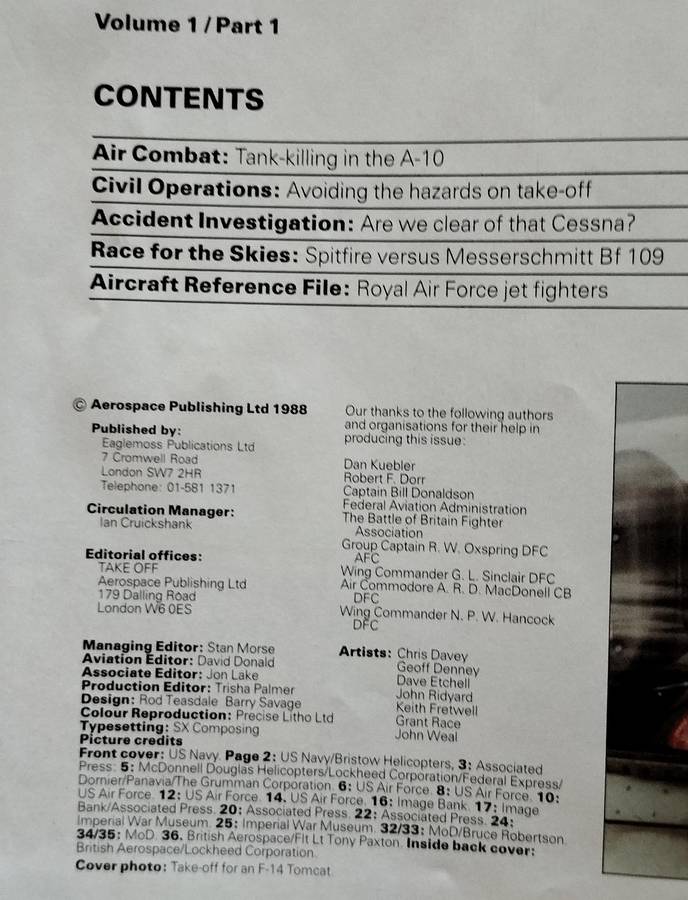 Volume 1 / Part 1
CONTENTS
Air Combat: Tank-killing in the A-10
Civil Operations: Avoiding the hazards on take-off
Accident Investigation: Are we clear of that Cessna?
Race for the Skies: Spitfire versus Messerschmitt Bf 109
Aircraft Reference File: Royal Air Force jet fighters
© Aerospace Publishing Ltd 1988
Published by:
Eaglemoss Publications Ltd
7 Cromwell Road
London SW7 2HR
Telephone: 01-581 1371
Circulation Manager:
Ian Cruickshank
Editorial offices:
TAKE OFF
Aerospace Publishing Ltd
179 Dalling Road
London W6 0ES
Our thanks to the following authors
and organisations for their help in
producing this issue:
Dan Kuebler
Robert F. Dorr
Captain Bill Donaldson
Federal Aviation Administration
The Battle of Britain Fighter
Association
Group Captain R. W. Oxspring DFC
AFC
Wing Commander G. L. Sinclair DFC
Air Commodore A. R. D. MacDonell CB
DFC
Wing Commander N. P. W. Hancock
DFC
Managing Editor: Stan Morse
Aviation Editor: David Donald
Associate Editor: Jon Lake
Production Editor: Trisha Palmer
Design: Rod Teasdale Barry Savage
Colour Reproduction: Precise Litho Ltd
Typesetting: SX Composing
Artists: Chris Davey
Geoff Denney
Dave Etchell
John Ridyard
Keith Fretwell
Grant Race
John Weal
Picture credits
Front cover: US Navy. Page 2: US Navy/Bristow Helicopters, 3: Associated
Press. 5: McDonnell Douglas Helicopters/Lockheed Corporation/Federal Express/
Dornier/Panavia/The Grumman Corporation. 6: US Air Force. 8: US Air Force. 10:
US Air Force. 12: US Air Force. 14. US Air Force. 16: Image Bank. 17: Image
Bank/Associated Press. 20: Associated Press. 22: Associated Press. 24:
Imperial War Museum. 25: Imperial War Museum. 32/33: MoD/Bruce Robertson.
34/35: MoD. 36. British Aerospace/Flt Lt Tony Paxton. Inside back cover:
British Aerospace/Lockheed Corporation.
Cover photo: Take-off for an F-14 Tomcat.